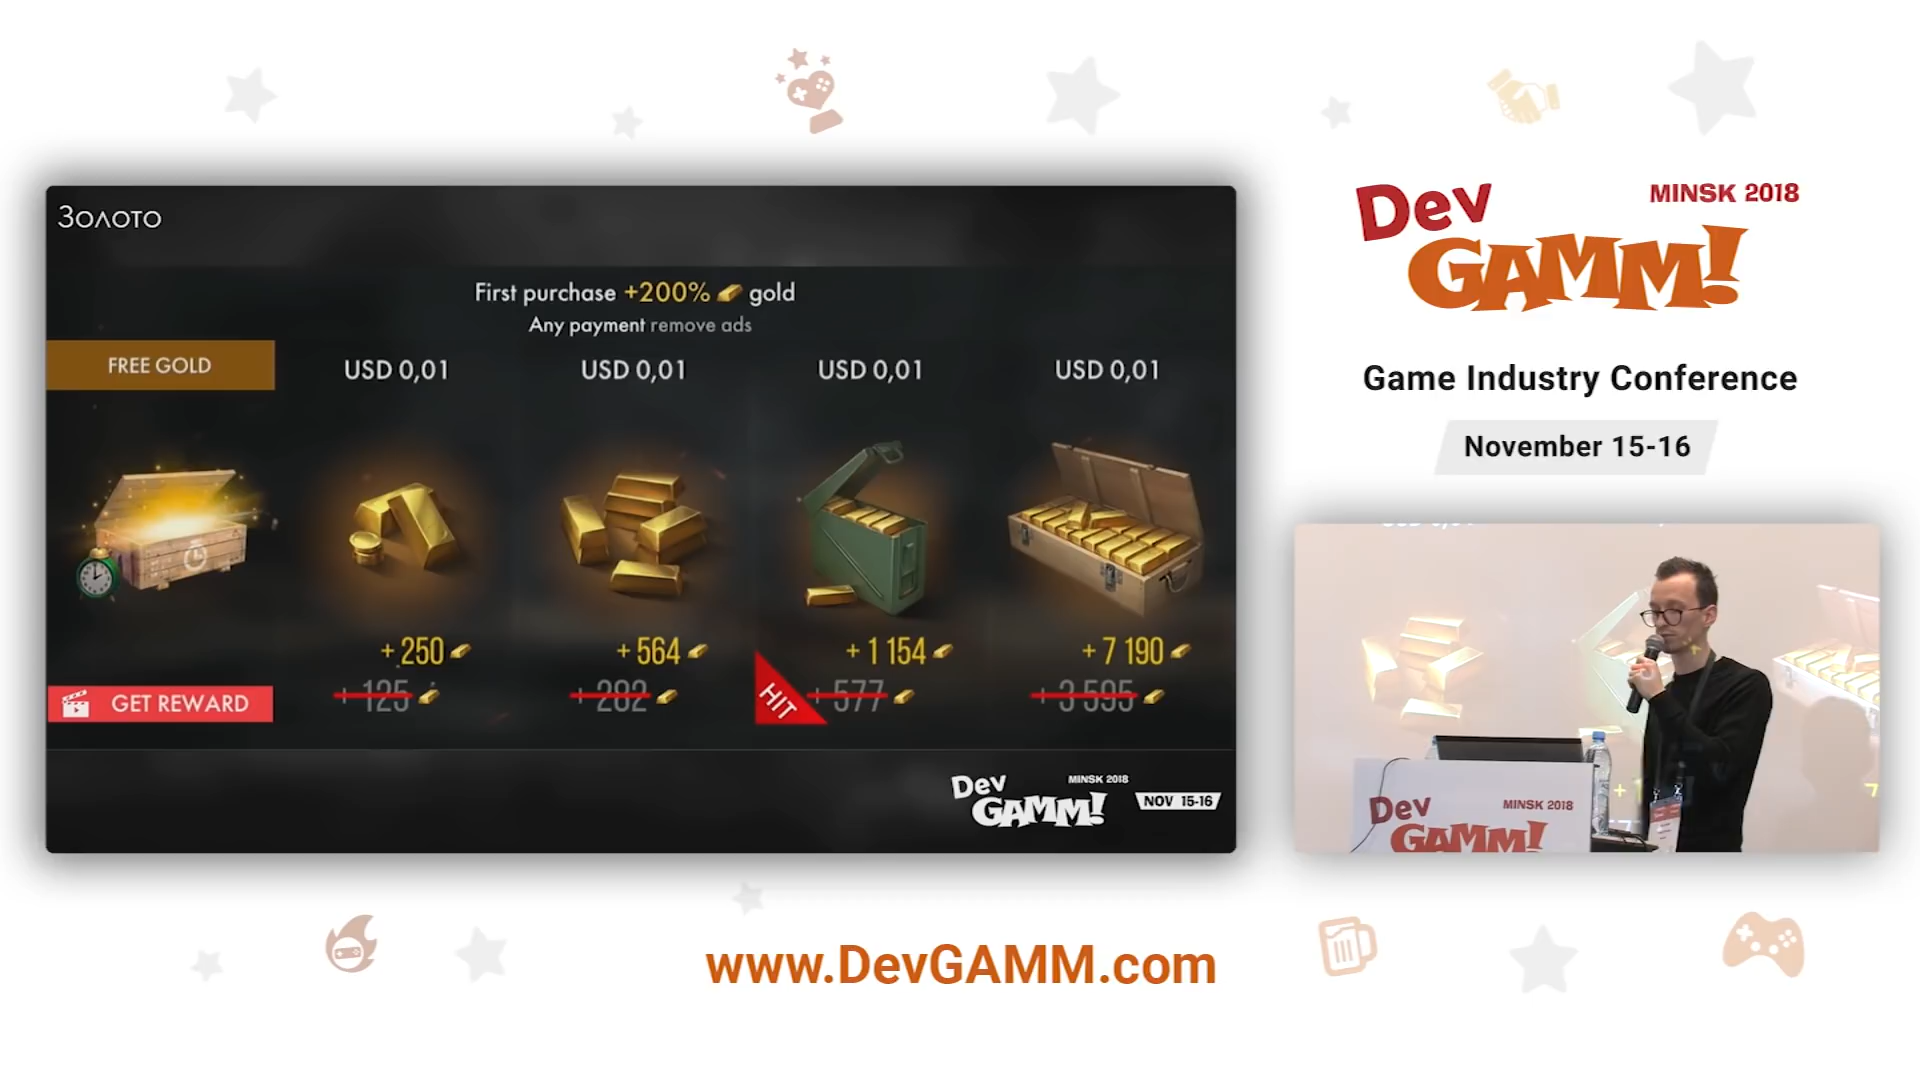 Золото
First purchase +200% gold
Any payment remove ads
FREE GOLD
USD 0,01
USD 0,01
USD 0,01
USD 0,01
+ 250
+ 564
+ 1 154
+ 7 190
GET REWARD
+ 125
+ 282
HIT
+ 577
+ 3 595
Dev
GAMM!
MINSK 2018
NOV 15-16
Dev
GAMM!
MINSK 2018
Game Industry Conference
November 15-16
Dev
GAMM!
MINSK 2018
www.DevGAMM.com